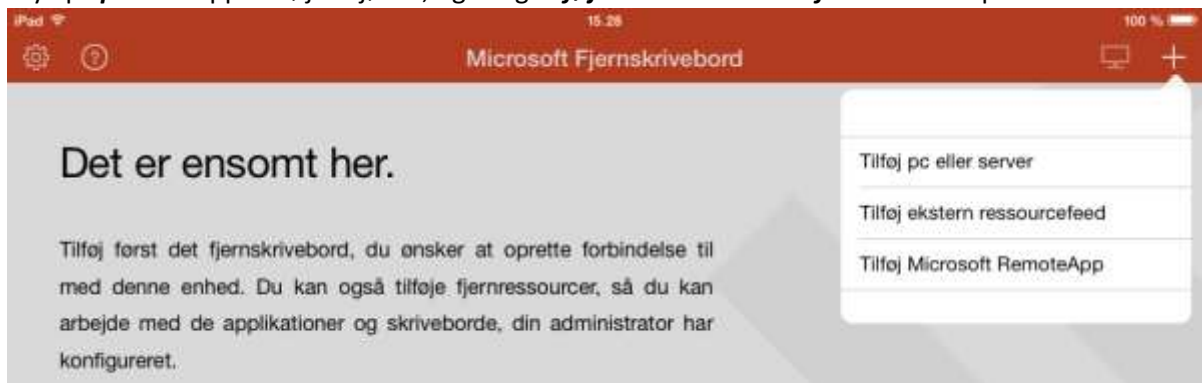 iPad 15.26 100 %
Microsoft Fjernskrivebord
Det er ensomt her.
Tilføj først det fjernskrivebord, du ønsker at oprette forbindelse til
med denne enhed. Du kan også tilføje fjernressourcer, så du kan
arbejde med de applikationer og skriveborde, din administrator har
konfigureret.
Tilføj pc eller server
Tilføj ekstern ressourcefeed
Tilføj Microsoft RemoteApp